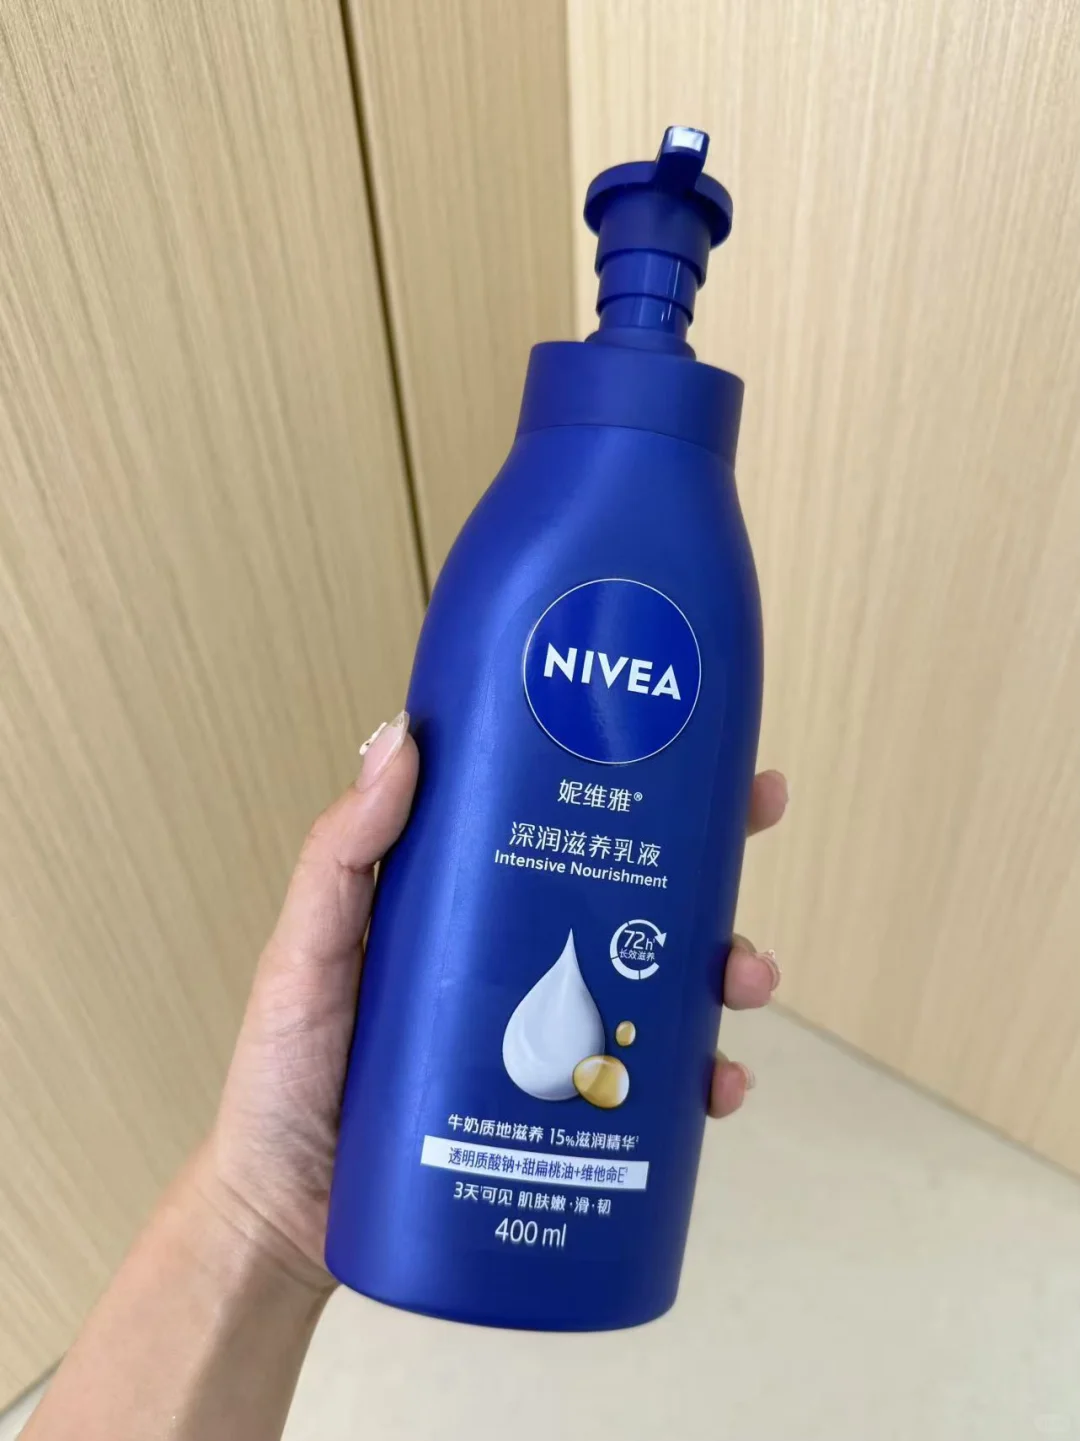 NIVEA
妮维雅®
深润滋养乳液
Intensive Nourishment
72h
长效滋养
牛奶质地滋养 15%滋润精华
透明质酸钠+甜扁桃油+维他命E
3天可见 肌肤嫩·滑·韧
400 ml